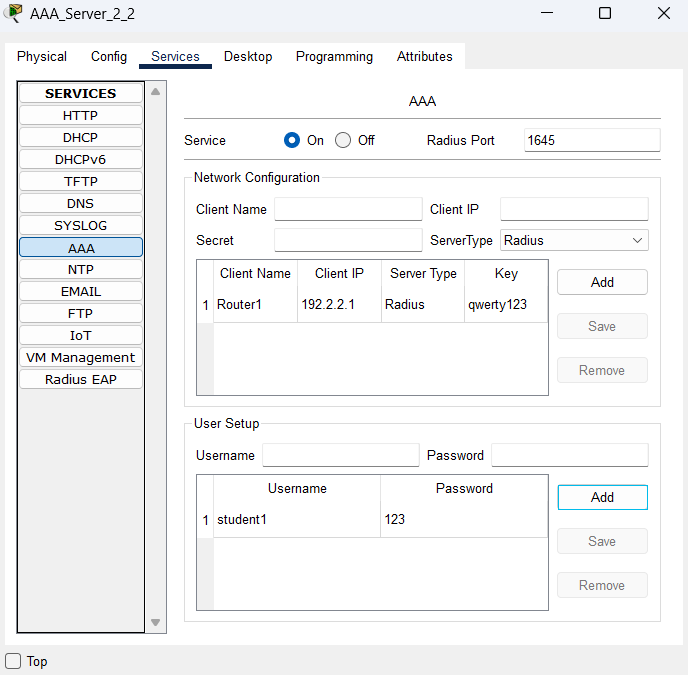 AAA_Server_2_2
Physical Config Services Desktop Programming Attributes
SERVICES
HTTP
DHCP
DHCPv6
TFTP
DNS
SYSLOG
AAA
NTP
EMAIL
FTP
IoT
VM Management
Radius EAP
AAA
Service On Off Radius Port 1645
Network Configuration
Client Name Client IP
Secret ServerType Radius
Client Name Client IP Server Type Key
1 Router1 192.2.2.1 Radius qwerty123
Add
Save
Remove
User Setup
Username Password
Username Password
1 student1 123
Add
Save
Remove
Top